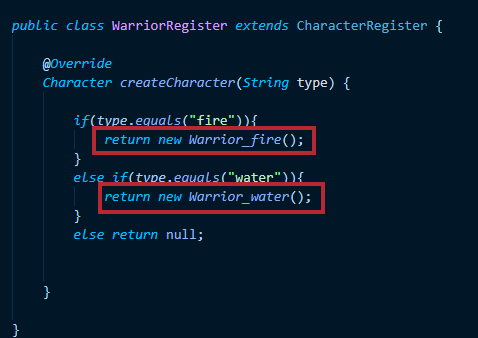 public class WarriorRegister extends CharacterRegister {
@Override
Character createCharacter(String type) {
if(type.equals("fire")){
return new Warrior_fire();
}
else if(type.equals("water")){
return new Warrior_water();
}
else return null;
}
}